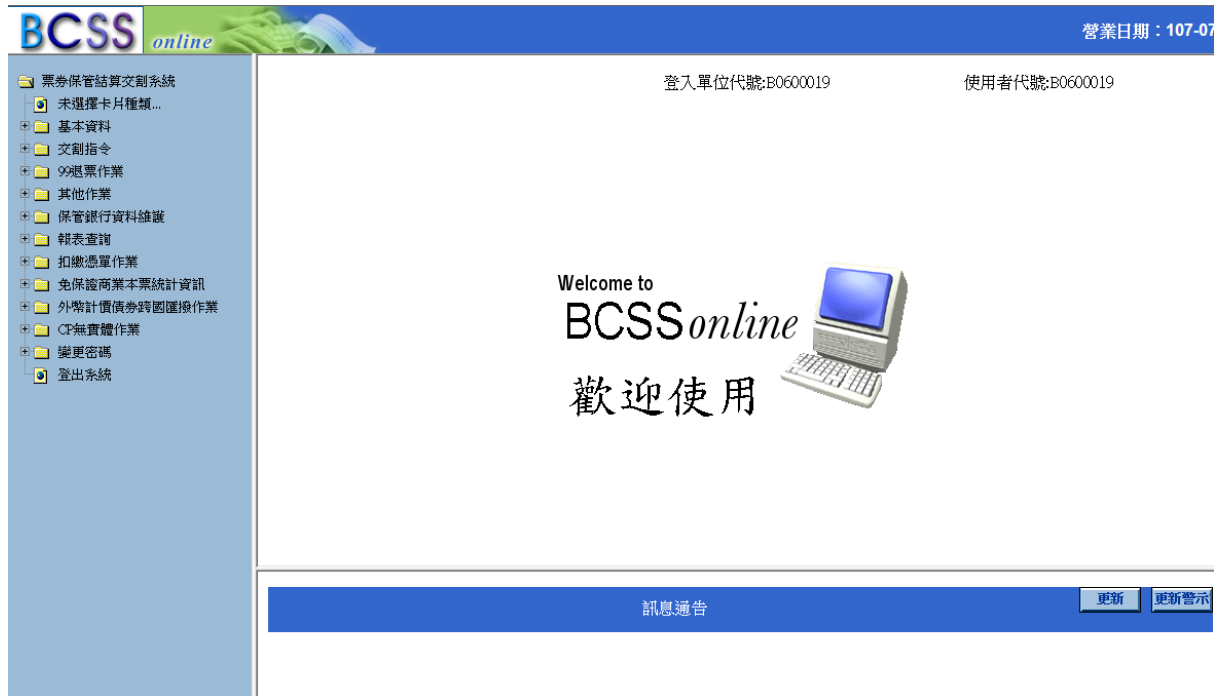 BCSS online
營業日期：107-07
票券保管結算交割系統
未選擇卡片種類...
基本資料
交割指令
99退票作業
其他作業
保管銀行資料維護
報表查詢
扣繳憑單作業
免保證商業本票統計資訊
外幣計價債券跨國匯撥作業
CP無實體作業
變更密碼
登出系統
登入單位代號:B0600019 使用者代號:B0600019
Welcome to
BCSS online
歡迎使用
訊息通告
更新 更新警示